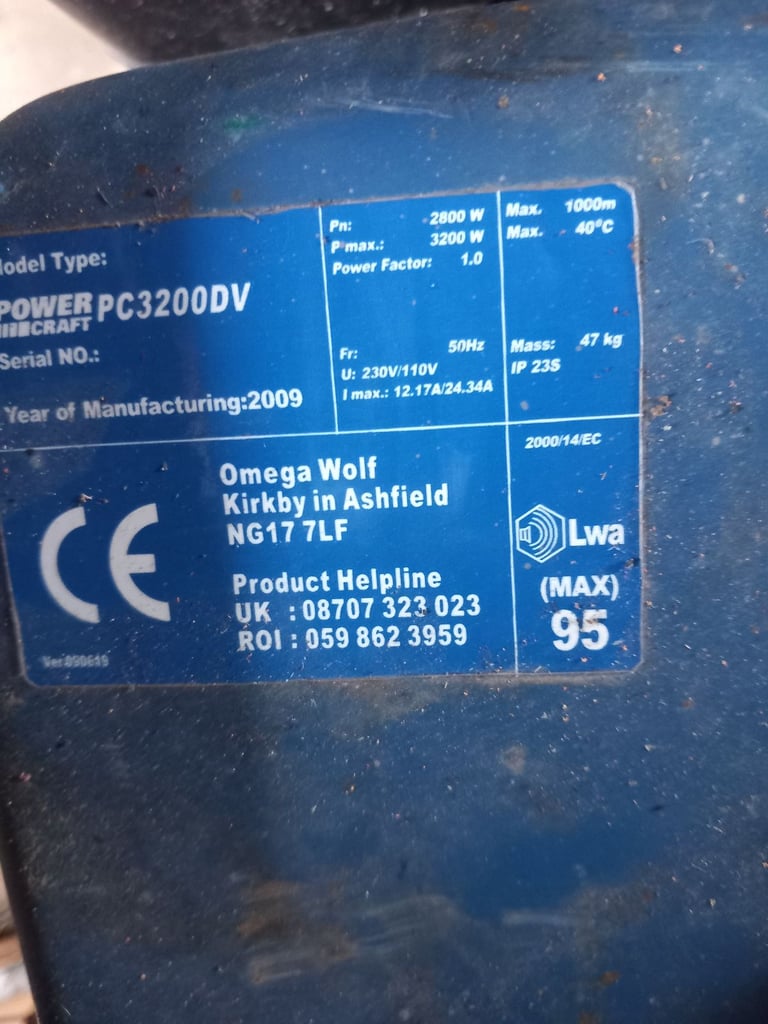 odel Type:
POWER CRAFT PC3200DV
Serial NO.:
Year of Manufacturing:2009
Pn: 2800 W
P max.: 3200 W
Power Factor: 1.0
Fr: 50Hz
U: 230V/110V
I max.: 12.17A/24.34A
Max. 1000m
Max. 40°C
Mass: 47 kg
IP 23S
CE
Ver:090619
Omega Wolf
Kirkby in Ashfield
NG17 7LF
Product Helpline
UK : 08707 323 023
ROI : 059 862 3959
2000/14/EC
Lwa
(MAX)
95